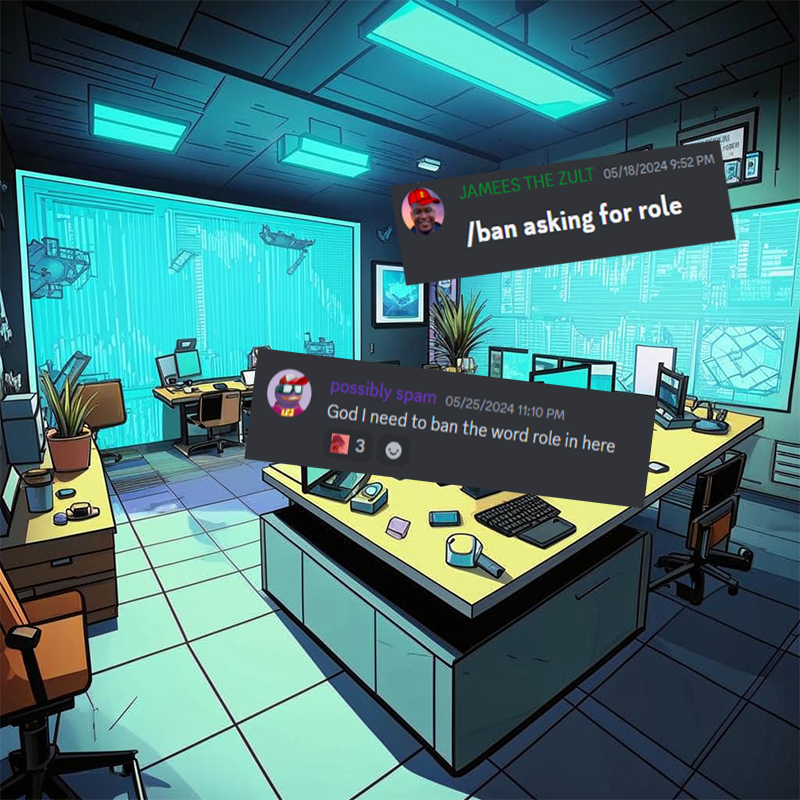 JAMEES THE ZULT 05/18/2024 9:52 PM
/ban asking for role
possibly spam 05/25/2024 11:10 PM
God I need to ban the word role in here
3